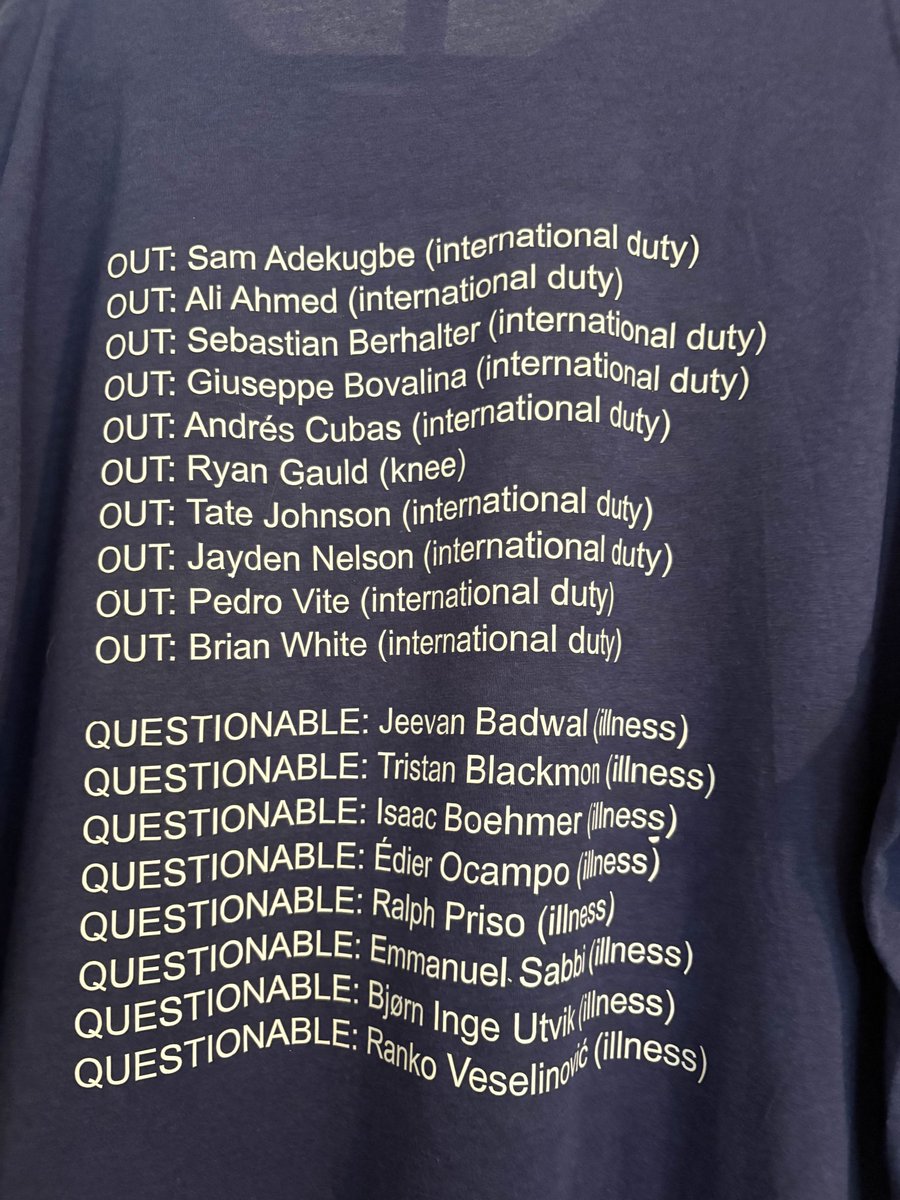 OUT: Sam Adekugbe (international duty)
OUT: Ali Ahmed (international duty)
OUT: Sebastian Berhalter (international duty)
OUT: Giuseppe Bovalina (international duty)
OUT: Andrés Cubas (international duty)
OUT: Ryan Gauld (knee)
OUT: Tate Johnson (international duty)
OUT: Jayden Nelson (international duty)
OUT: Pedro Vite (international duty)
OUT: Brian White (international duty)
QUESTIONABLE: Jeevan Badwal (illness)
QUESTIONABLE: Tristan Blackmon (illness)
QUESTIONABLE: Isaac Boehmer (illness)
QUESTIONABLE: Édier Ocampo (illness)
QUESTIONABLE: Ralph Priso (illness)
QUESTIONABLE: Emmanuel Sabbi (illness)
QUESTIONABLE: Bjørn Inge Utvik (illness)
QUESTIONABLE: Ranko Veselinović (illness)